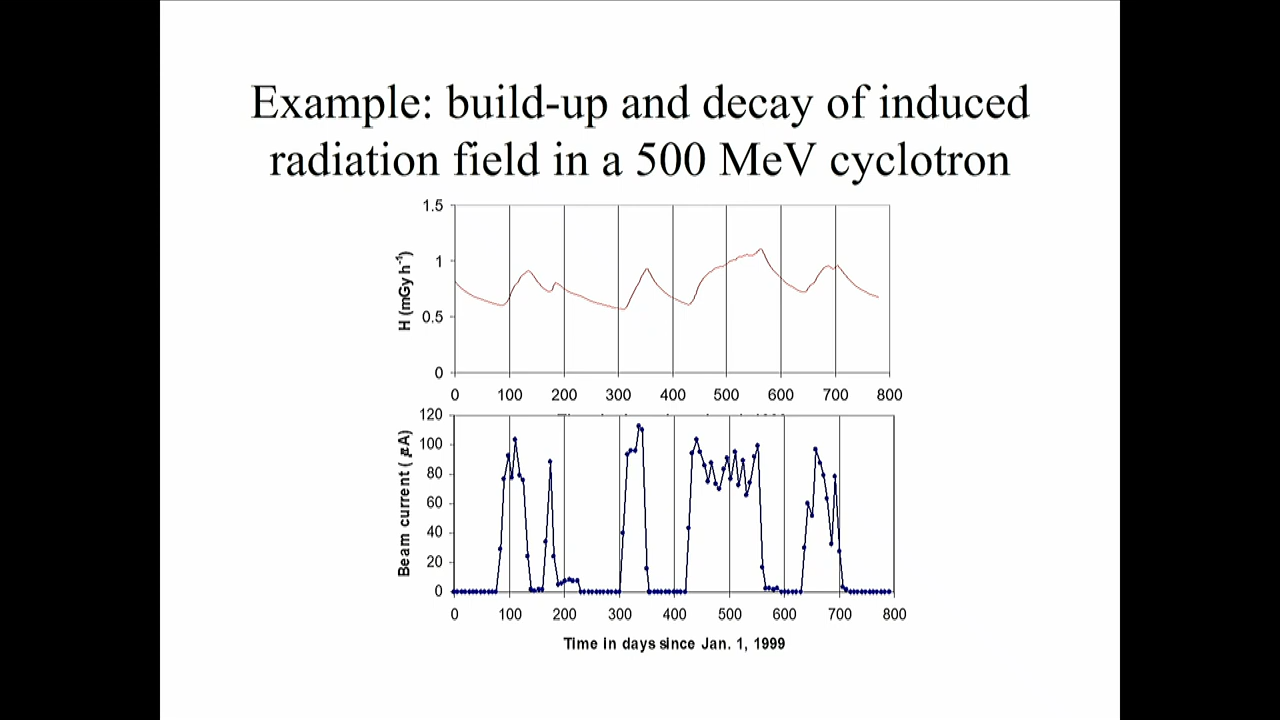 Example: build-up and decay of induced
radiation field in a 500 MeV cyclotron
1.5
1
0.5
0
H (mGy h⁻¹)
0 100 200 300 400 500 600 700 800
120
100
80
60
40
20
0
Beam current (µA)
0 100 200 300 400 500 600 700 800
Time in days since Jan. 1, 1999